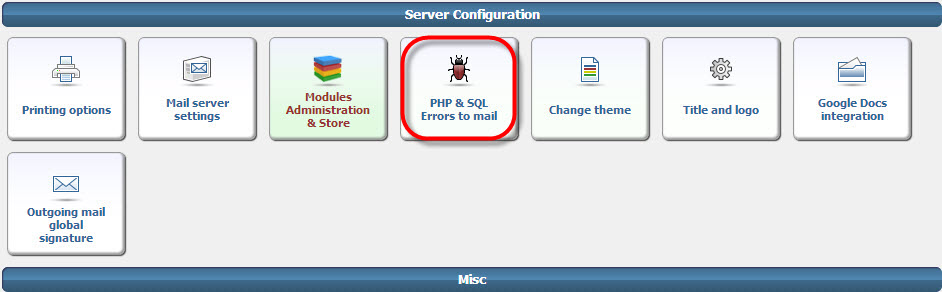 Server Configuration
Printing options
Mail server
settings
Modules
Administration
& Store
PHP & SQL
Errors to mail
Change theme
Title and logo
Google Docs
integration
Outgoing mail
global
signature
Misc